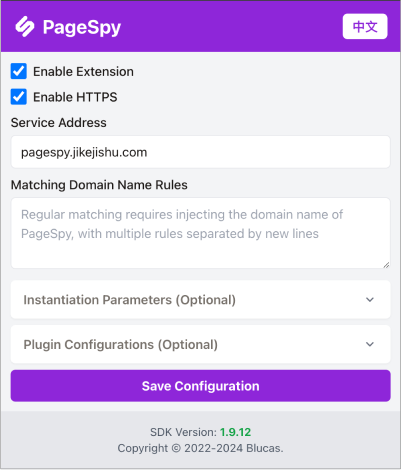 PageSpy
中文
Enable Extension
Enable HTTPS
Service Address
pagespy.jikejishu.com
Matching Domain Name Rules
Regular matching requires injecting the domain name of
PageSpy, with multiple rules separated by new lines
Instantiation Parameters (Optional)
Plugin Configurations (Optional)
Save Configuration
SDK Version: 1.9.12
Copyright © 2022-2024 Blucas.